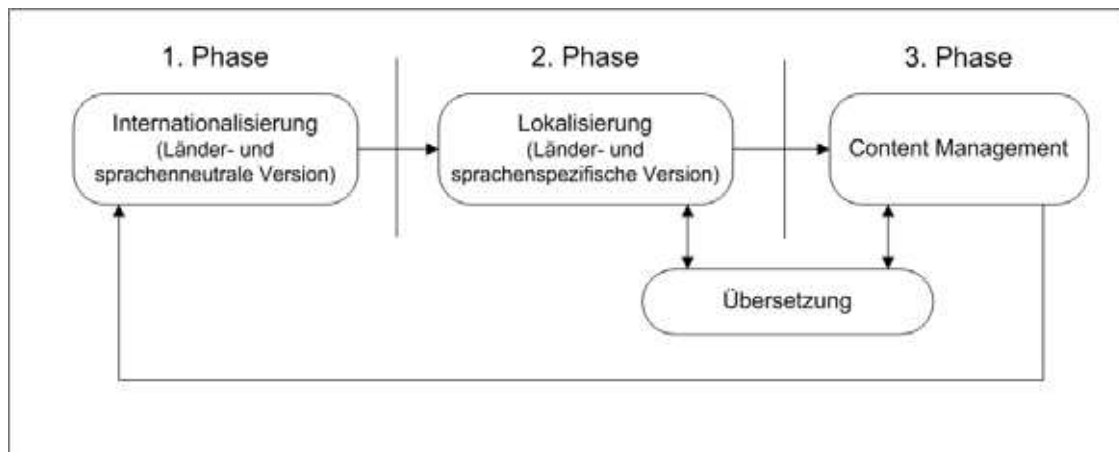 1. Phase
2. Phase
3. Phase
Internationalisierung
(Länder- und
sprachenneutrale Version)
Lokalisierung
(Länder- und
sprachenspezifische Version)
Content Management
Übersetzung